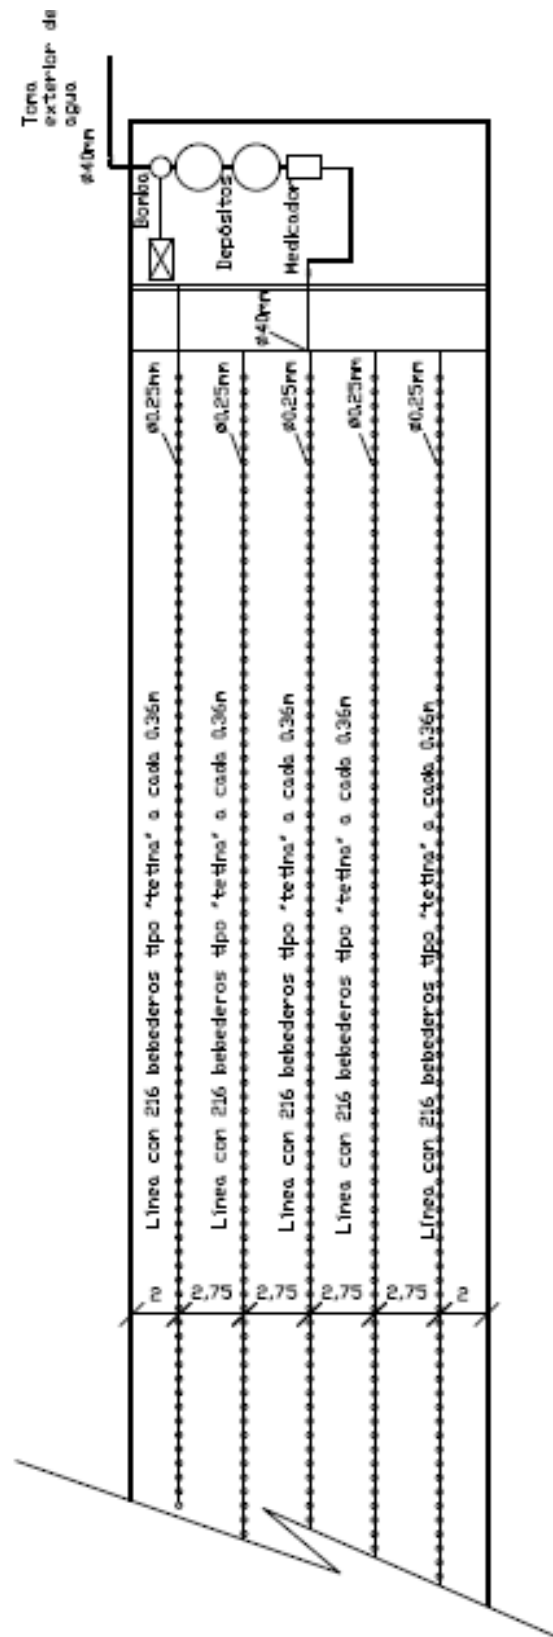 Toma
exterior de
agua
ø40mm
Bomba
Depósitos
Medicador
ø40mm
ø0.25mm
ø0.25mm
ø0.25mm
ø0.25mm
ø0.25mm
Línea con 216 bebederos tipo "tetina" a cada 0.36m
Línea con 216 bebederos tipo "tetina" a cada 0.36m
Línea con 216 bebederos tipo "tetina" a cada 0.36m
Línea con 216 bebederos tipo "tetina" a cada 0.36m
Línea con 216 bebederos tipo "tetina" a cada 0.36m
2
2,75
2,75
2,75
2,75
2